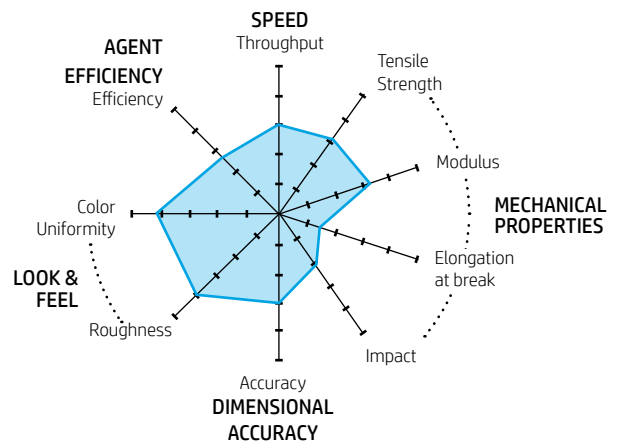 SPEED
Throughput
AGENT
EFFICIENCY
Efficiency
Tensile
Strength
Modulus
MECHANICAL
PROPERTIES
Color
Uniformity
Elongation
at break
LOOK &
FEEL
Roughness
Impact
Accuracy
DIMENSIONAL
ACCURACY